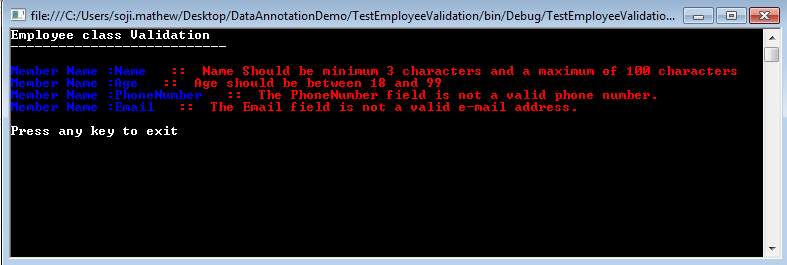 file:///C:/Users/soji.mathew/Desktop/DataAnnotationDemo/TestEmployeeValidation/bin/Debug/TestEmployeeValidatio...
Employee class Validation
--------------------------
Member Name :Name   ::  Name Should be minimum 3 characters and a maximum of 100 characters
Member Name :Age   ::  Age should be between 18 and 99
Member Name :PhoneNumber   ::  The PhoneNumber field is not a valid phone number.
Member Name :Email   ::  The Email field is not a valid e-mail address.
Press any key to exit